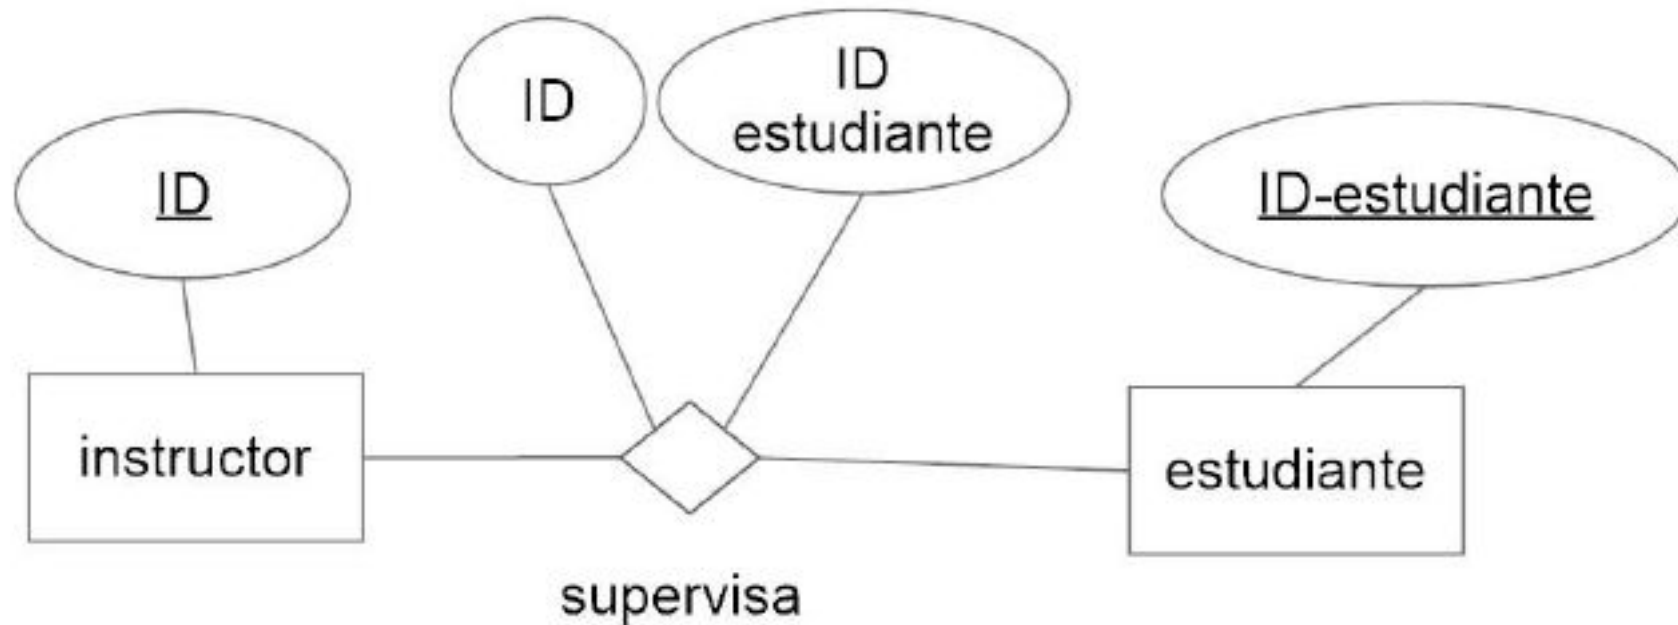 ID
ID
estudiante
ID
ID-estudiante
instructor
estudiante
supervisa